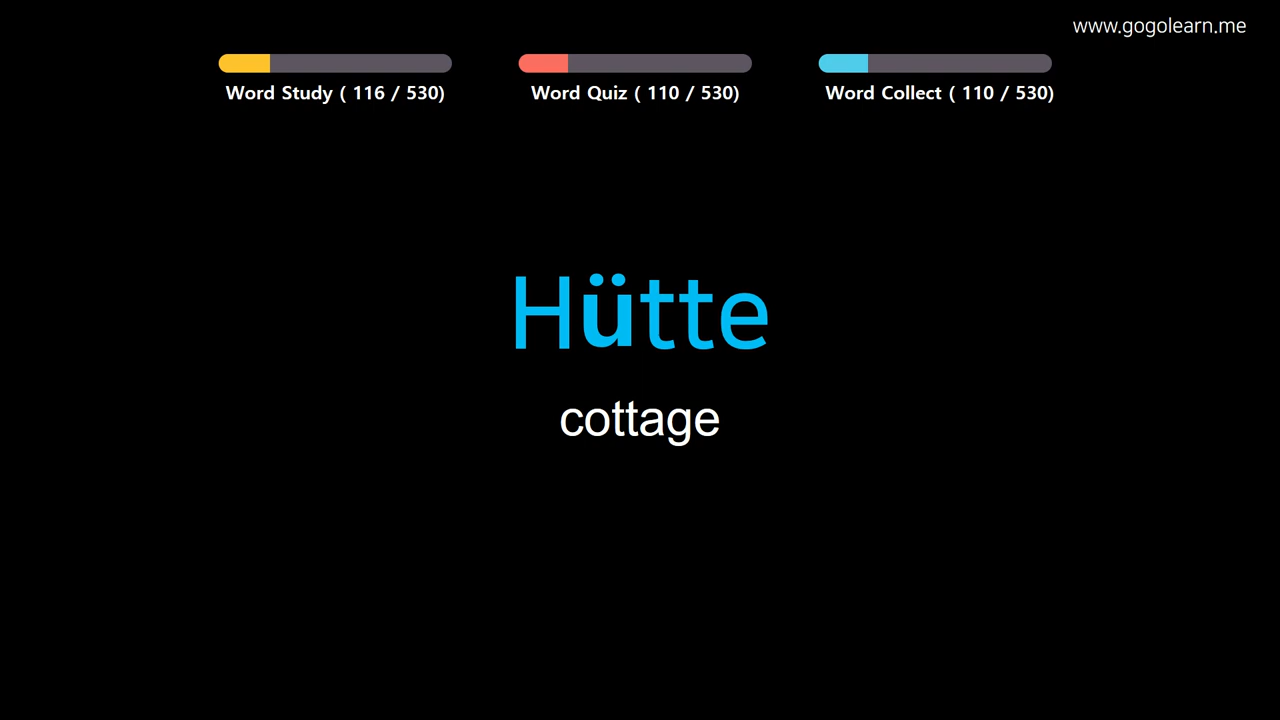 www.gogolearn.me
Word Study ( 116 / 530)
Word Quiz ( 110 / 530)
Word Collect ( 110 / 530)
Hütte
cottage